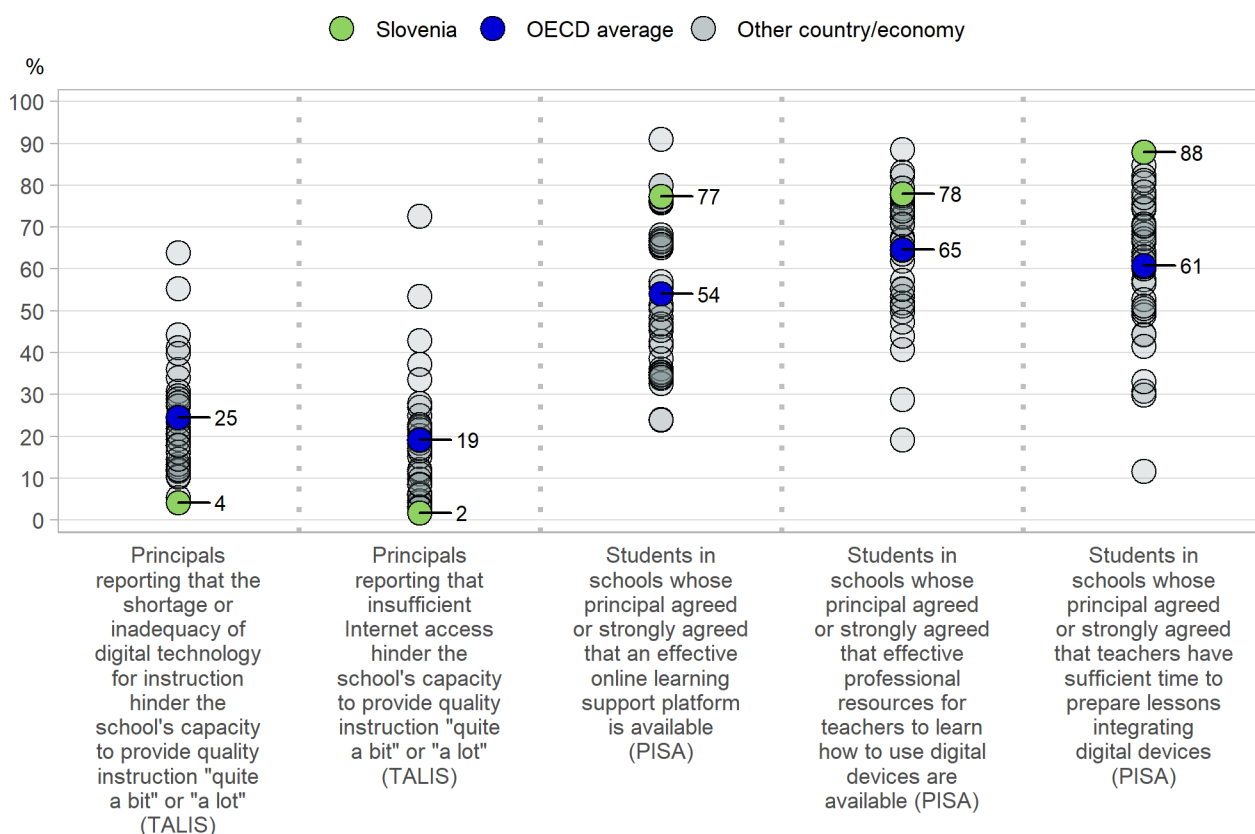 Slovenia OECD average Other country/economy
%
100
90
80
70
60
50
40
30
20
10
0
25
4
19
2
77
54
78
65
88
61
Principals
reporting that the
shortage or
inadequacy of
digital technology
for instruction
hinder the
school's capacity
to provide quality
instruction "quite
a bit" or "a lot"
(TALIS)
Principals
reporting that
insufficient
Internet access
hinder the
school's capacity
to provide quality
instruction "quite
a bit" or "a lot"
(TALIS)
Students in
schools whose
principal agreed
or strongly agreed
that an effective
online learning
support platform
is available
(PISA)
Students in
schools whose
principal agreed
or strongly agreed
that effective
professional
resources for
teachers to learn
how to use digital
devices are
available (PISA)
Students in
schools whose
principal agreed
or strongly agreed
that teachers have
sufficient time to
prepare lessons
integrating
digital devices
(PISA)